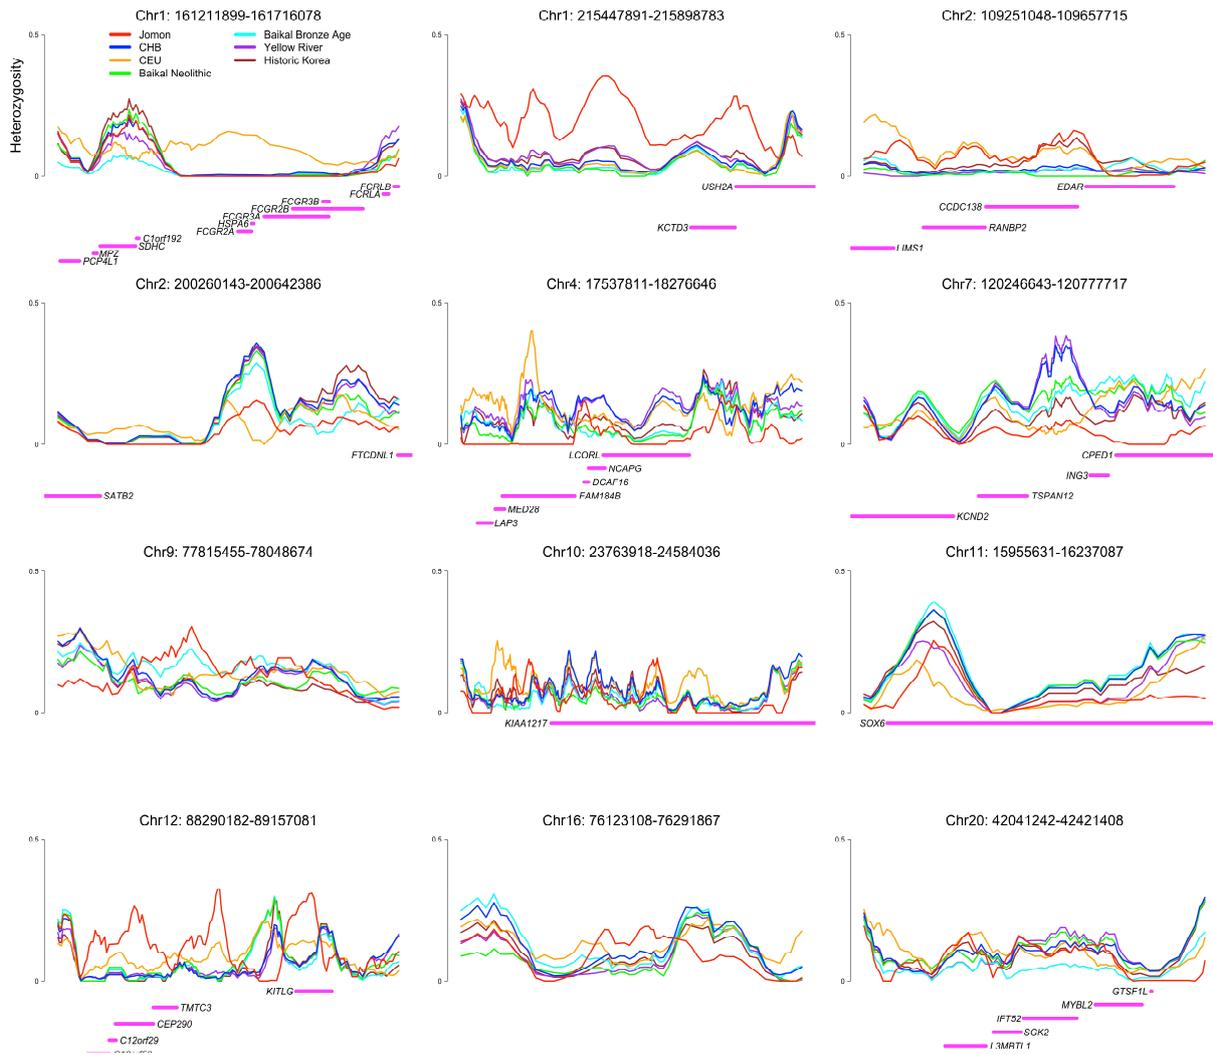 Chr1: 161211899-161716078
Heterozygosity
0.5
0
Jomon
CHB
CEU
Baikal Neolithic
Baikal Bronze Age
Yellow River
Historic Korea
FCRLB
FCRLA
FCGR3B
FCGR2B
FCGR3A
HSPA6
FCGR2A
C1orf192
SDHC
MPZ
PCP4L1
Chr1: 215447891-215898783
0.5
0
USH2A
KCTD3
Chr2: 109251048-109657715
0.5
0
EDAR
CCDC138
RANBP2
LIMS1
Chr2: 200260143-200642386
0.5
0
FTCDNL1
SATB2
Chr4: 17537811-18276646
0.5
0
LCORL
NCAPG
DCAF16
FAM184B
MED28
LAP3
Chr7: 120246643-120777717
0.5
0
CPED1
ING3
TSPAN12
KCND2
Chr9: 77815455-78048674
0.5
0
Chr10: 23763918-24584036
0.5
0
KIAA1217
Chr11: 15955631-16237087
0.5
0
SOX6
Chr12: 88290182-89157081
0.5
0
KITLG
TMTC3
CEP290
C12orf29
Chr16: 76123108-76291867
0.5
0
Chr20: 42041242-42421408
0.5
0
GTSF1L
MYBL2
IFT52
SGK2
L3MBTL1